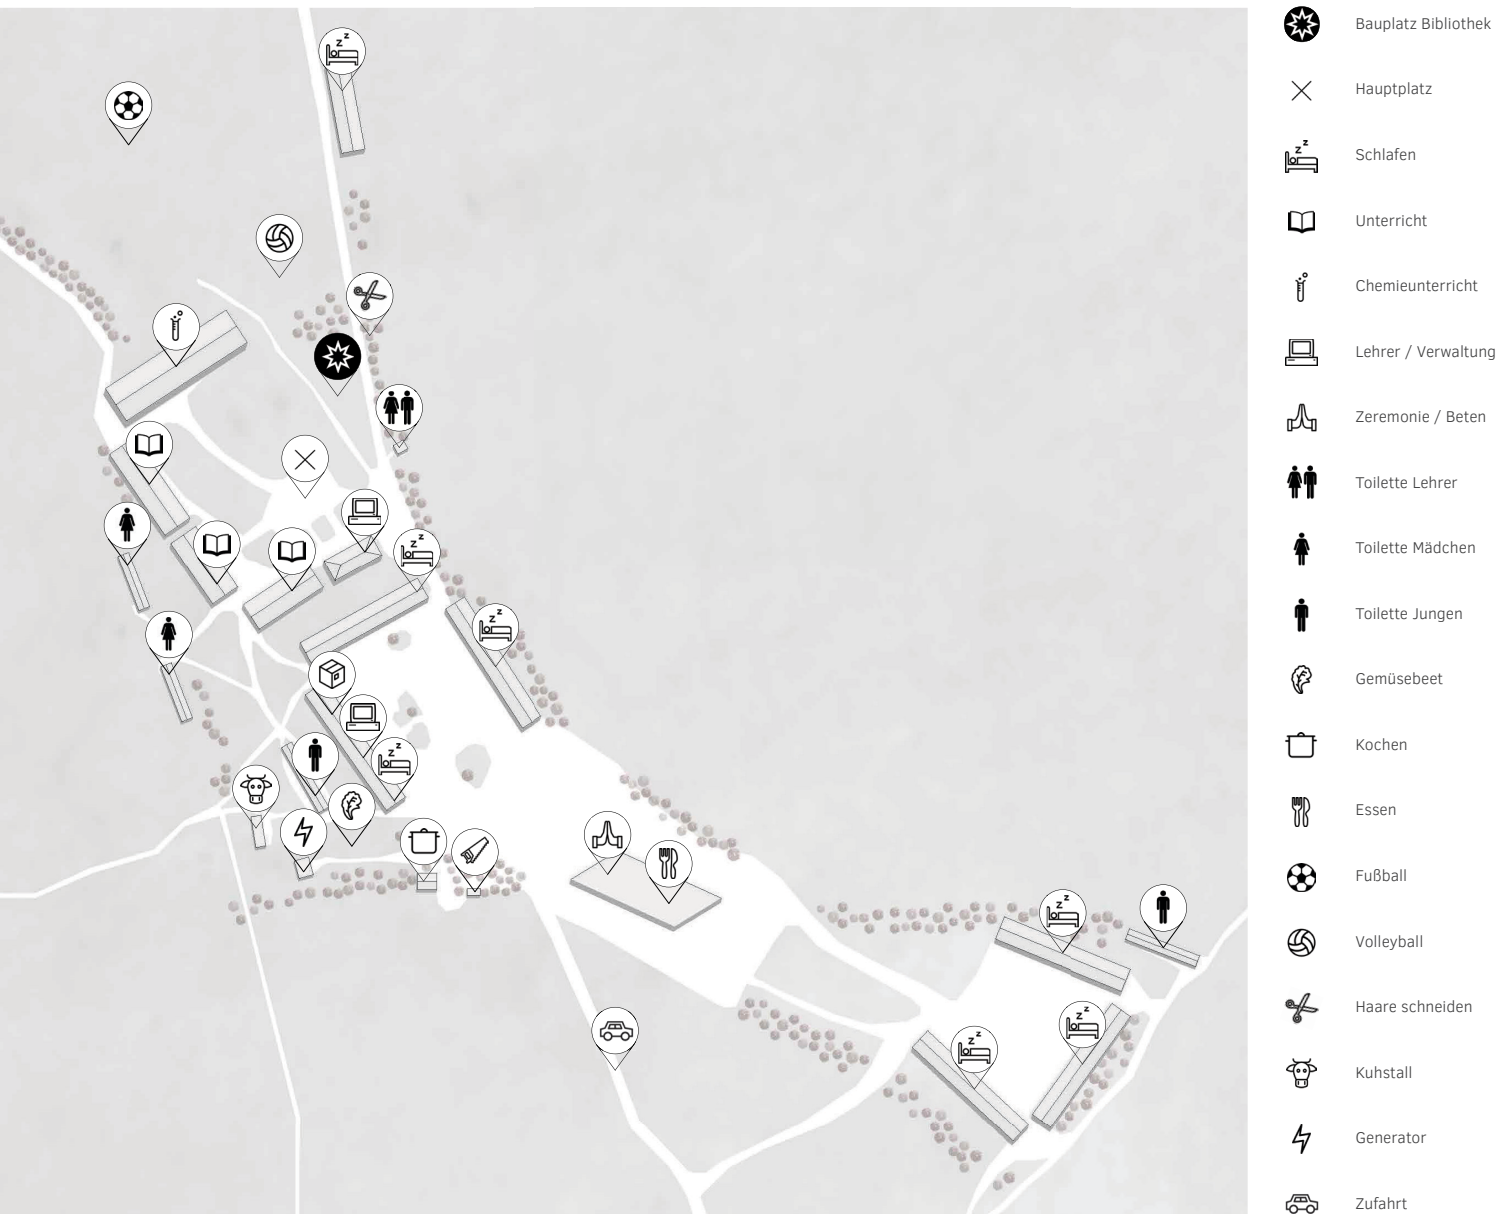 Bauplatz Bibliothek
Hauptplatz
Schlafen
Unterricht
Chemieunterricht
Lehrer / Verwaltung
Zeremonie / Beten
Toilette Lehrer
Toilette Mädchen
Toilette Jungen
Gemüsebeet
Kochen
Essen
Fußball
Volleyball
Haare schneiden
Kuhstall
Generator
Zufahrt